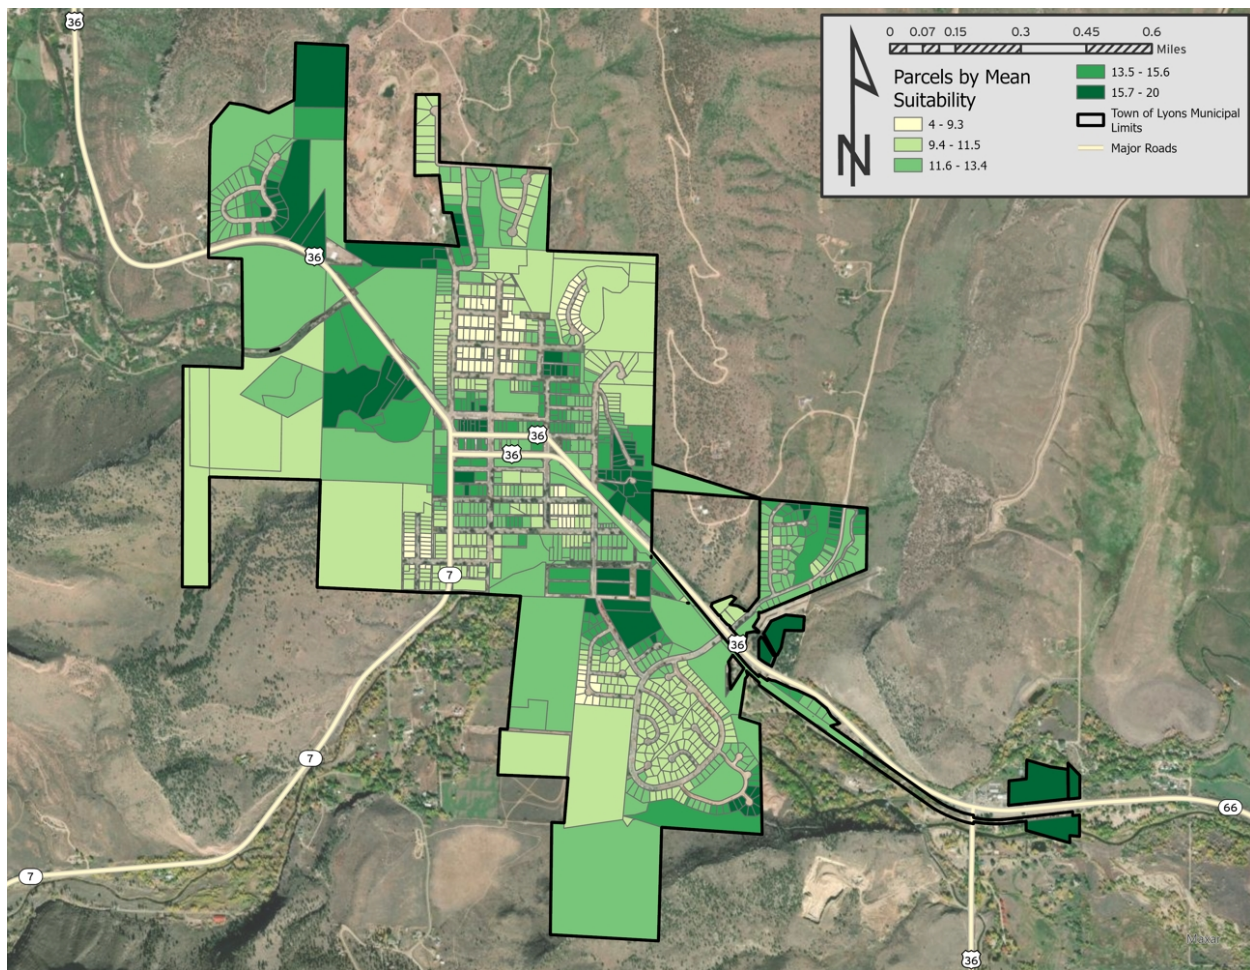 36
0 0.07 0.15 0.3 0.45 0.6
Miles
Parcels by Mean
Suitability
4 - 9.3
9.4 - 11.5
11.6 - 13.4
13.5 - 15.6
15.7 - 20
Town of Lyons Municipal
Limits
Major Roads
N
36
36
36
7
36
7
66
7
Maxar
36